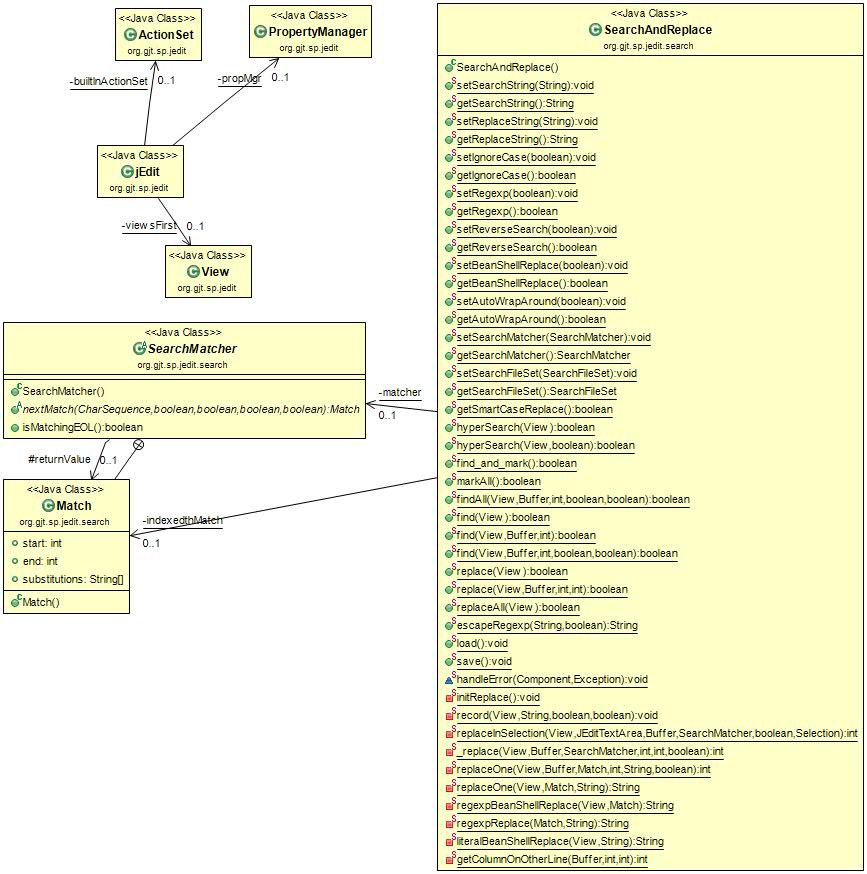 <<Java Class>>
ActionSet
org.gjt.sp.jedit
<<Java Class>>
PropertyManager
org.gjt.sp.jedit
-builtInActionSet
0..1
-propMgr
0..1
<<Java Class>>
jEdit
org.gjt.sp.jedit
-viewsFirst
0..1
<<Java Class>>
View
org.gjt.sp.jedit
<<Java Class>>
SearchMatcher
org.gjt.sp.jedit.search
SearchMatcher()
nextMatch(CharSequence,boolean,boolean,boolean,boolean):Match
isMatchingEOL():boolean
-matcher
0..1
#returnValue
0..1
<<Java Class>>
Match
org.gjt.sp.jedit.search
start: int
end: int
substitutions: String[]
Match()
-indexedthMatch
0..1
<<Java Class>>
SearchAndReplace
org.gjt.sp.jedit.search
SearchAndReplace()
setSearchString(String):void
getSearchString():String
setReplaceString(String):void
getReplaceString():String
setIgnoreCase(boolean):void
getIgnoreCase():boolean
setRegexp(boolean):void
getRegexp():boolean
setReverseSearch(boolean):void
getReverseSearch():boolean
setBeanShellReplace(boolean):void
getBeanShellReplace():boolean
setAutoWrapAround(boolean):void
getAutoWrapAround():boolean
setSearchMatcher(SearchMatcher):void
getSearchMatcher():SearchMatcher
setSearchFileSet(SearchFileSet):void
getSearchFileSet():SearchFileSet
getSmartCaseReplace():boolean
hyperSearch(View):boolean
hyperSearch(View,boolean):boolean
find_and_mark():boolean
markAll():boolean
findAll(View,Buffer,int,boolean,boolean):boolean
find(View):boolean
find(View,Buffer,int):boolean
find(View,Buffer,int,boolean,boolean):boolean
replace(View):boolean
replace(View,Buffer,int,int):boolean
replaceAll(View):boolean
escapeRegexp(String,boolean):String
load():void
save():void
handleError(Component,Exception):void
initReplace():void
record(View,String,boolean,boolean):void
replaceInSelection(View,JEditTextArea,Buffer,SearchMatcher,boolean,Selection):int
_replace(View,Buffer,SearchMatcher,int,int,boolean):int
replaceOne(View,Buffer,Match,int,String,boolean):int
replaceOne(View,Match,String):String
regexpBeanShellReplace(View,Match):String
regexpReplace(Match,String):String
literalBeanShellReplace(View,String):String
getColumnOnOtherLine(Buffer,int,int):int